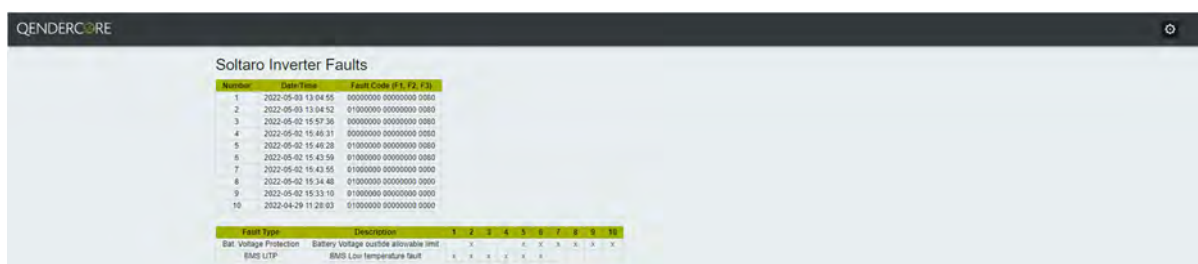 QENDERCORE
Soltaro Inverter Faults
Number Date/Time Fault Code (F1, F2, F3)
1 2022-05-03 13:04:55 00000000 00000000 0080
2 2022-05-03 13:04:52 01000000 00000000 0080
3 2022-05-02 15:57:36 00000000 00000000 0080
4 2022-05-02 15:46:31 00000000 00000000 0080
5 2022-05-02 15:46:28 01000000 00000000 0080
6 2022-05-02 15:43:59 01000000 00000000 0080
7 2022-05-02 15:43:55 01000000 00000000 0000
8 2022-05-02 15:34:48 01000000 00000000 0000
9 2022-05-02 15:33:10 01000000 00000000 0000
10 2022-04-29 11:28:03 01000000 00000000 0000
Fault Type Description 1 2 3 4 5 6 7 8 9 10
Bat. Voltage Protection Battery Voltage oustide allowable limit x x x x x x x
BMS UTP BMS Low temperature fault x x x x x x